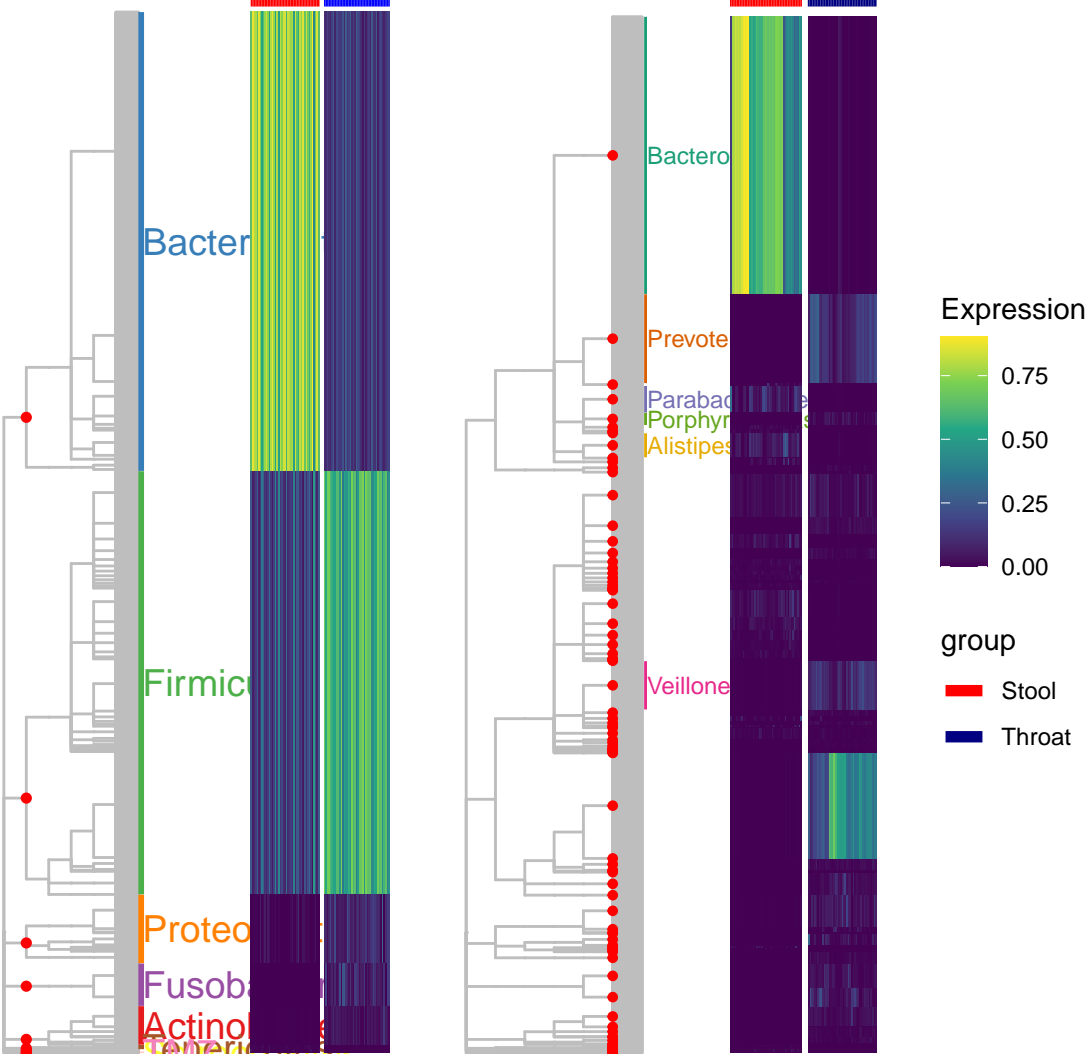 Bacter
Firmicu
Proteo
Fusoba
Actinob
Bactero
Prevote
Parabac
Porphyr
Alistipes
Veillone
Expression
0.75
0.50
0.25
0.00
group
Stool
Throat